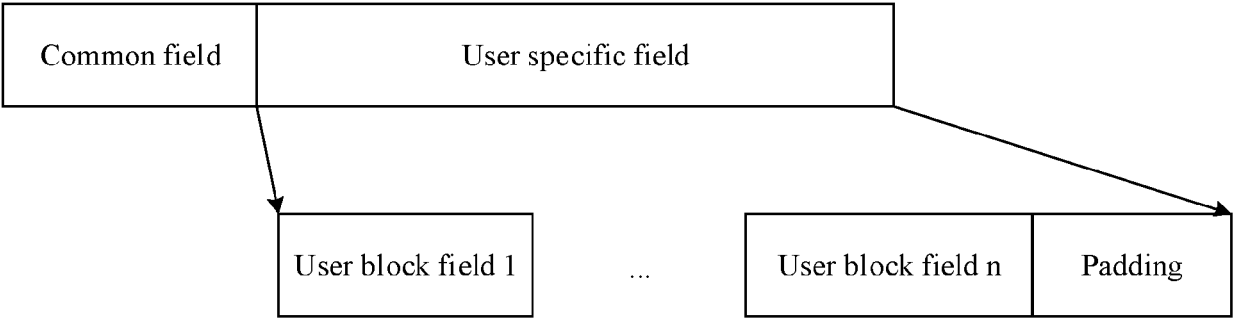 Common field
User specific field
User block field 1
...
User block field n
Padding